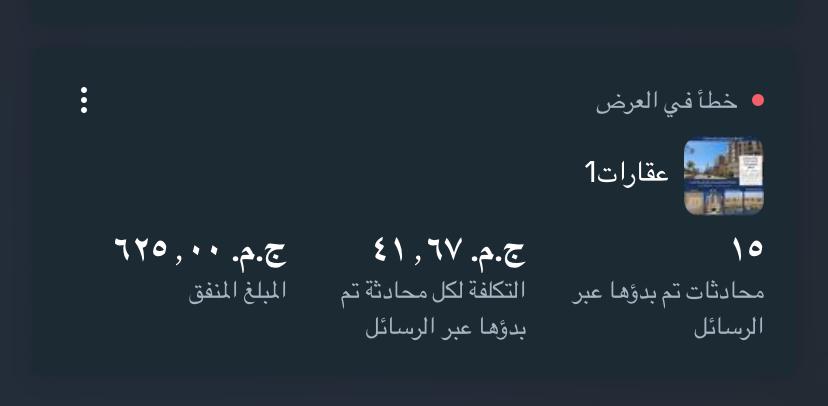 خطأ في العرض
عقارات1
١٥
محادثات تم بدؤها عبر
الرسائل
ج.م. ٤١,٦٧
التكلفة لكل محادثة تم
بدؤها عبر الرسائل
ج.م. ٦٢٥,٠٠
المبلغ المنفق